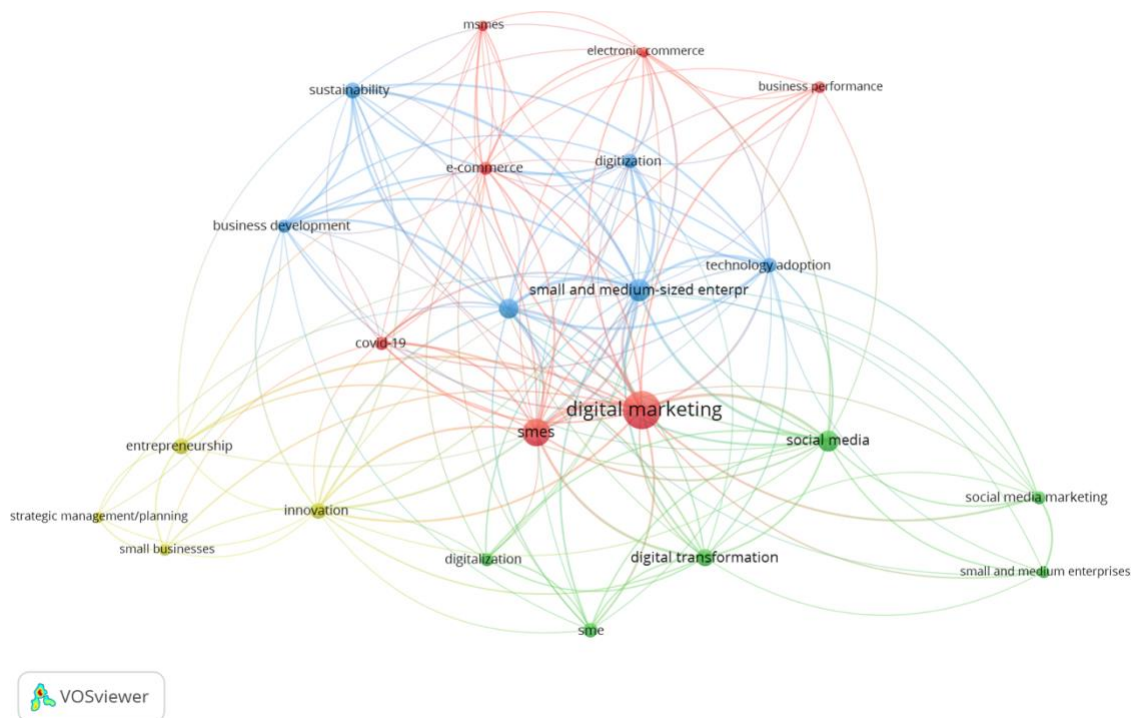 msmes
electronic commerce
sustainability
business performance
e-commerce
digitization
business development
technology adoption
small and medium-sized enterpr
covid-19
digital marketing
smes
social media
entrepreneurship
social media marketing
strategic management/planning
innovation
small businesses
digitalization
digital transformation
small and medium enterprises
sme
VOSviewer